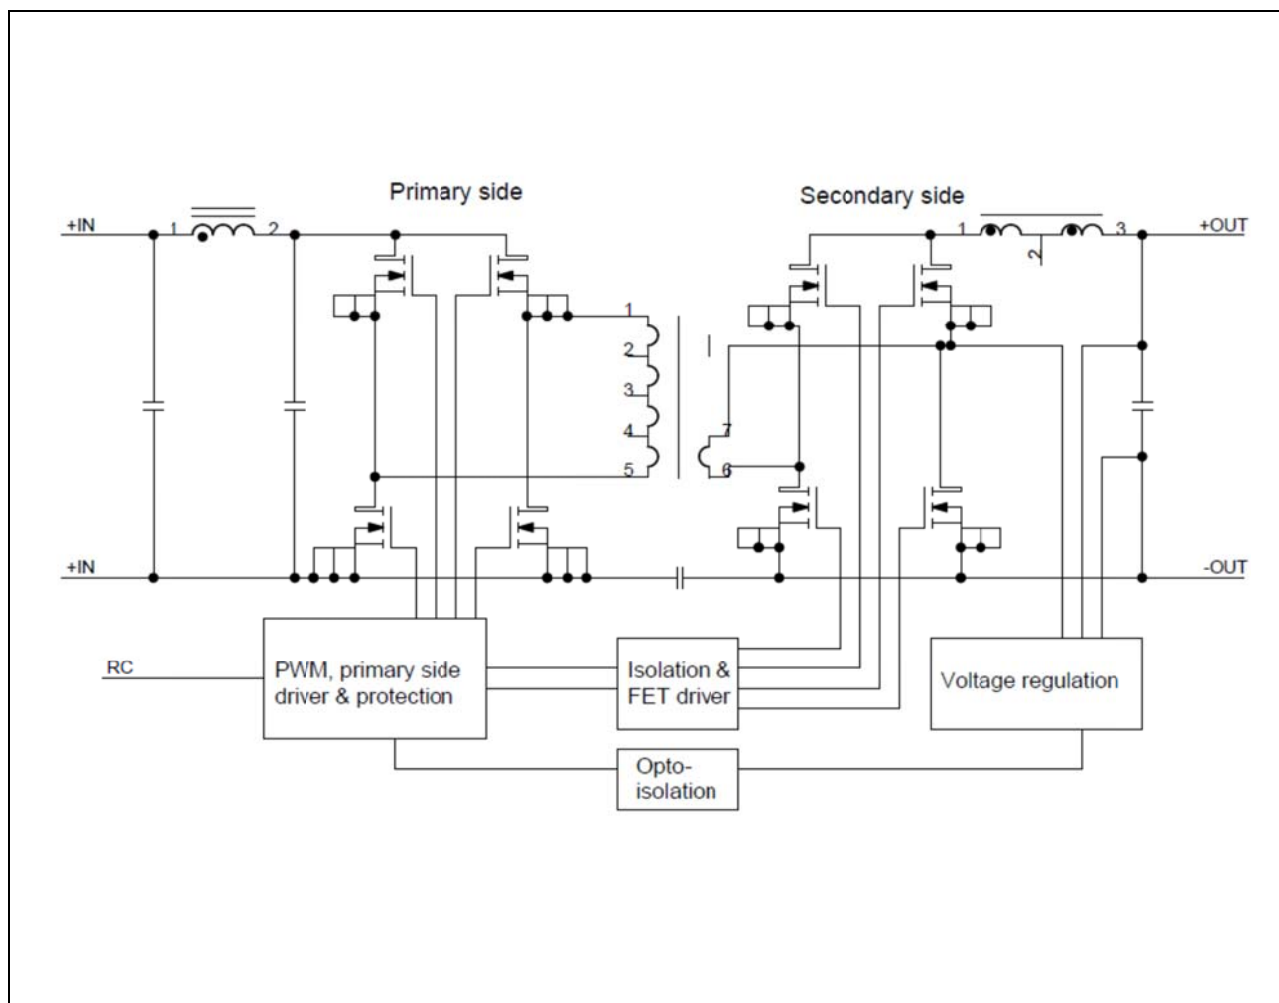 Primary side
Secondary side
+IN
1
2
1
2
3
+OUT
1
2
3
4
5
7
6
+IN
-OUT
RC
PWM, primary side
driver & protection
Isolation &
FET driver
Voltage regulation
Opto-
isolation